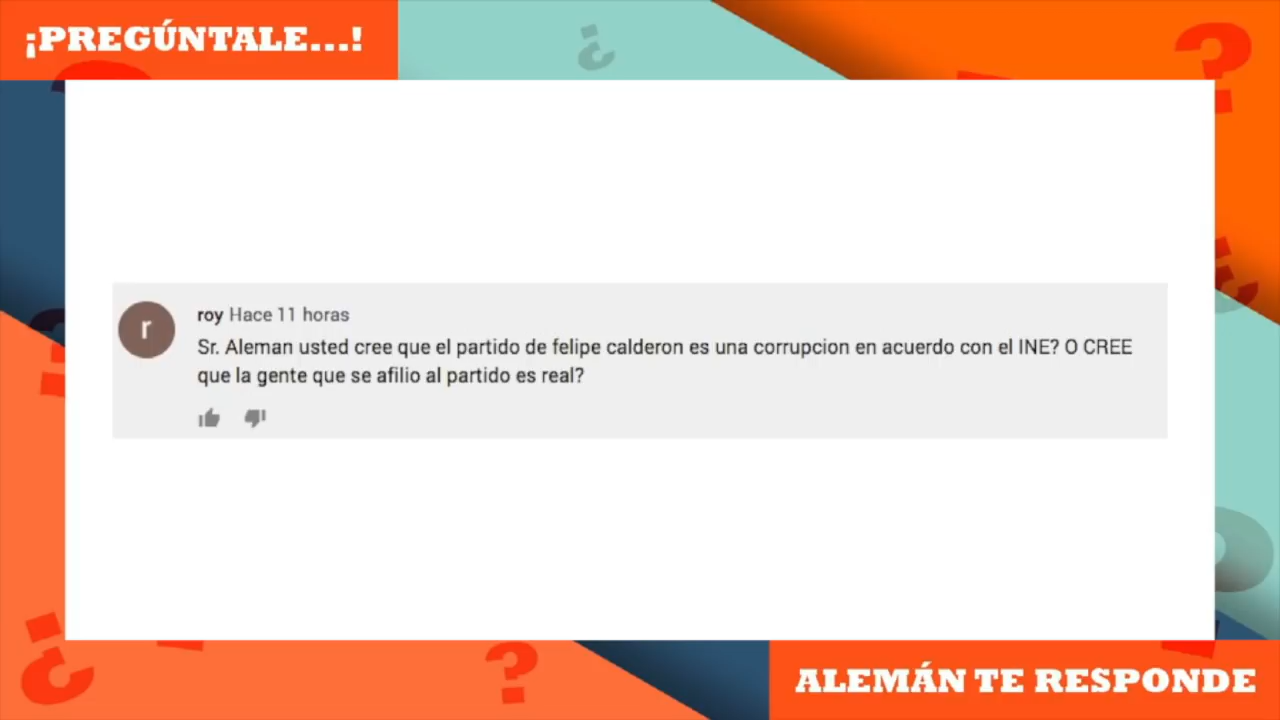 ¡PREGÚNTALE...!
r
roy Hace 11 horas
Sr. Aleman usted cree que el partido de felipe calderon es una corrupcion en acuerdo con el INE? O CREE
que la gente que se afilio al partido es real?
ALEMÁN TE RESPONDE